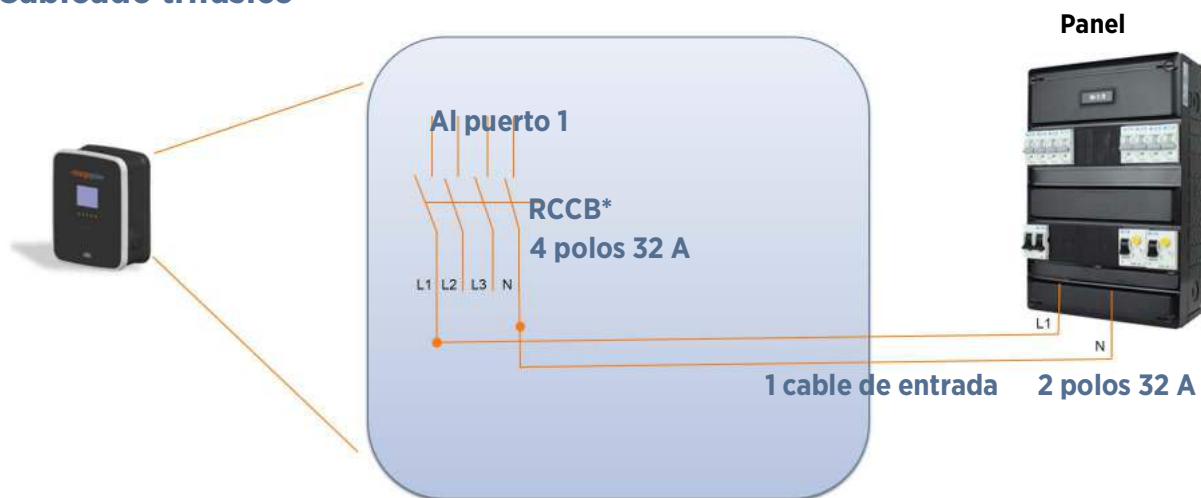 Panel
Al puerto 1
RCCB*
4 polos 32 A
L1 L2 L3 N
L1
N
1 cable de entrada 2 polos 32 A